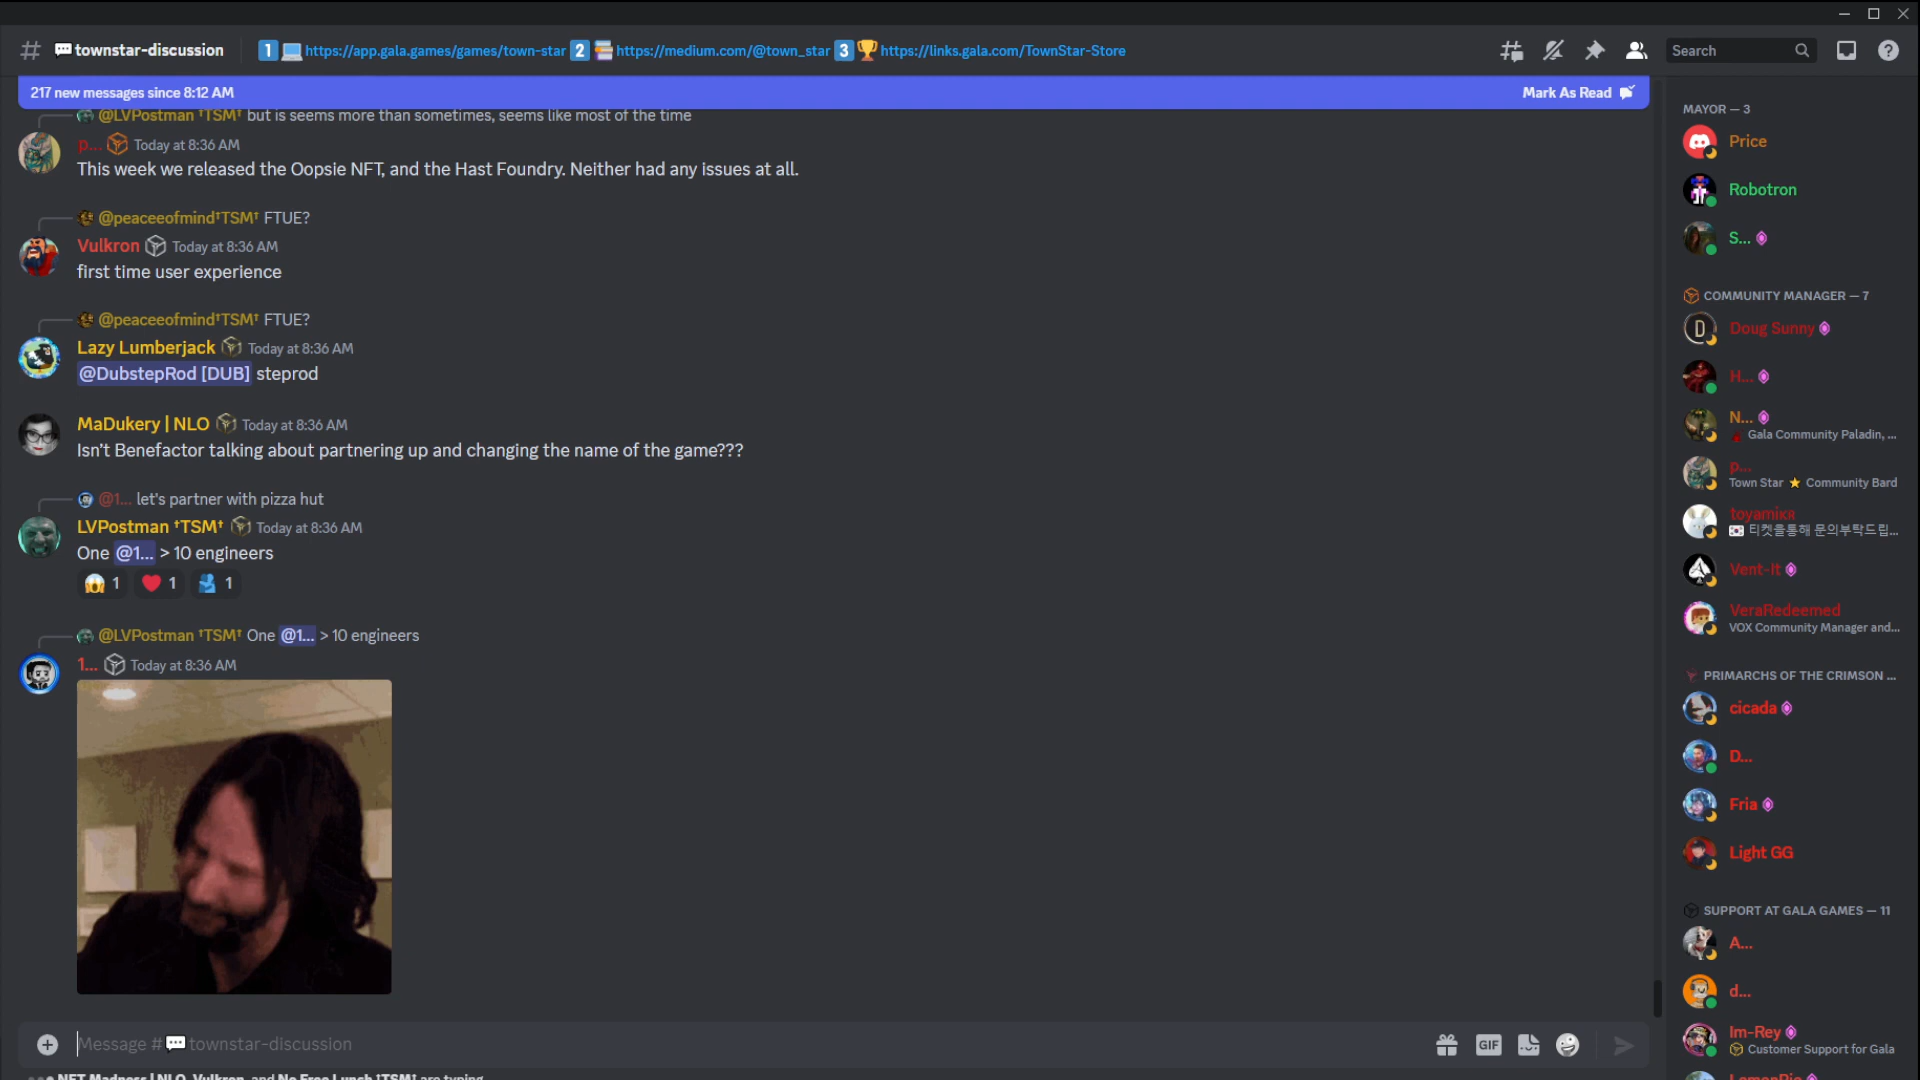 townstar-discussion
1 https://app.gala.games/games/town-star 2 https://medium.com/@town_star 3 https://links.gala.com/TownStar-Store
Search
217 new messages since 8:12 AM
Mark As Read
@LVPostman †TSM† but is seems more than sometimes, seems like most of the time
p... Today at 8:36 AM
This week we released the Oopsie NFT, and the Hast Foundry. Neither had any issues at all.
@peaceeofmind†TSM† FTUE?
Vulkron Today at 8:36 AM
first time user experience
@peaceeofmind†TSM† FTUE?
Lazy Lumberjack Today at 8:36 AM
@DubstepRod [DUB] steprod
MaDukery | NLO Today at 8:36 AM
Isn't Benefactor talking about partnering up and changing the name of the game???
@1... let's partner with pizza hut
LVPostman †TSM† Today at 8:36 AM
One @1... > 10 engineers
1 1 1
@LVPostman †TSM† One @1... > 10 engineers
1... Today at 8:36 AM
Message # townstar-discussion
GIF
NFT Madness | NLO, Vulkron, and No Free Lunch †TSM† are typing
MAYOR — 3
Price
Robotron
S...
COMMUNITY MANAGER — 7
D
Doug Sunny
H...
N...
Gala Community Paladin, ...
p...
Town Star Community Bard
toyamiKR
티켓을통해 문의부탁드립...
Vent-It
VeraRedeemed
VOX Community Manager and...
PRIMARCHS OF THE CRIMSON ...
cicada
D...
Fria
Light GG
SUPPORT AT GALA GAMES — 11
A...
d...
Im-Rey
Customer Support for Gala
LemonPie